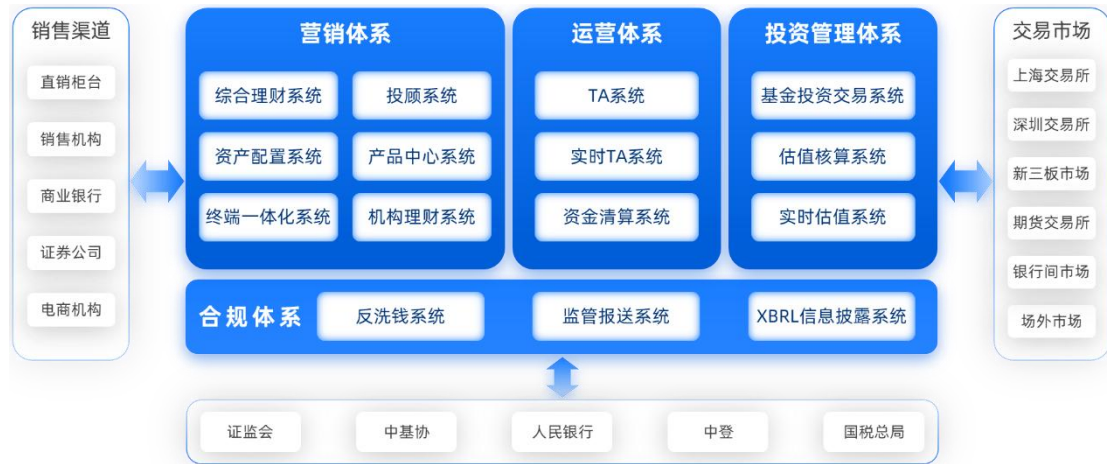 销售渠道
直销柜台
销售机构
商业银行
证券公司
电商机构
营销体系
综合理财系统
投顾系统
资产配置系统
产品中心系统
终端一体化系统
机构理财系统
运营体系
TA系统
实时TA系统
资金清算系统
投资管理体系
基金投资交易系统
估值核算系统
实时估值系统
合规体系
反洗钱系统
监管报送系统
XBRL信息披露系统
交易市场
上海交易所
深圳交易所
新三板市场
期货交易所
银行间市场
场外市场
证监会
中基协
人民银行
中登
国税总局